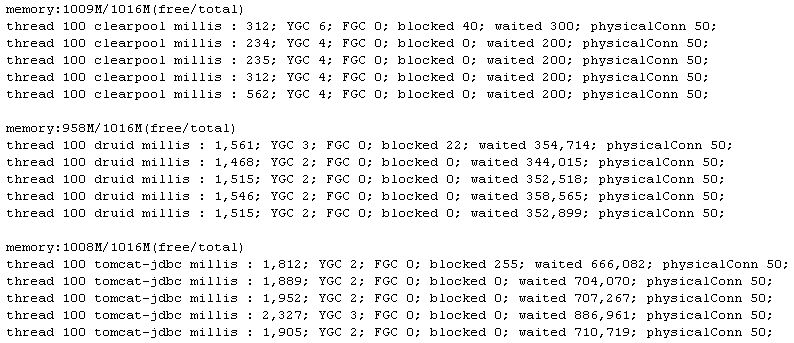 memory:1009M/1016M(free/total)
thread 100 clearpool millis : 312; YGC 6; FGC 0; blocked 40; waited 300; physicalConn 50;
thread 100 clearpool millis : 234; YGC 4; FGC 0; blocked 0; waited 200; physicalConn 50;
thread 100 clearpool millis : 235; YGC 4; FGC 0; blocked 0; waited 200; physicalConn 50;
thread 100 clearpool millis : 312; YGC 4; FGC 0; blocked 0; waited 200; physicalConn 50;
thread 100 clearpool millis : 562; YGC 4; FGC 0; blocked 0; waited 200; physicalConn 50;
memory:958M/1016M(free/total)
thread 100 druid millis : 1,561; YGC 3; FGC 0; blocked 22; waited 354,714; physicalConn 50;
thread 100 druid millis : 1,468; YGC 2; FGC 0; blocked 0; waited 344,015; physicalConn 50;
thread 100 druid millis : 1,515; YGC 2; FGC 0; blocked 0; waited 352,518; physicalConn 50;
thread 100 druid millis : 1,546; YGC 2; FGC 0; blocked 0; waited 358,565; physicalConn 50;
thread 100 druid millis : 1,515; YGC 2; FGC 0; blocked 0; waited 352,899; physicalConn 50;
memory:1008M/1016M(free/total)
thread 100 tomcat-jdbc millis : 1,812; YGC 2; FGC 0; blocked 255; waited 666,082; physicalConn 50;
thread 100 tomcat-jdbc millis : 1,889; YGC 2; FGC 0; blocked 0; waited 704,070; physicalConn 50;
thread 100 tomcat-jdbc millis : 1,952; YGC 2; FGC 0; blocked 0; waited 707,267; physicalConn 50;
thread 100 tomcat-jdbc millis : 2,327; YGC 3; FGC 0; blocked 0; waited 886,961; physicalConn 50;
thread 100 tomcat-jdbc millis : 1,905; YGC 2; FGC 0; blocked 0; waited 710,719; physicalConn 50;